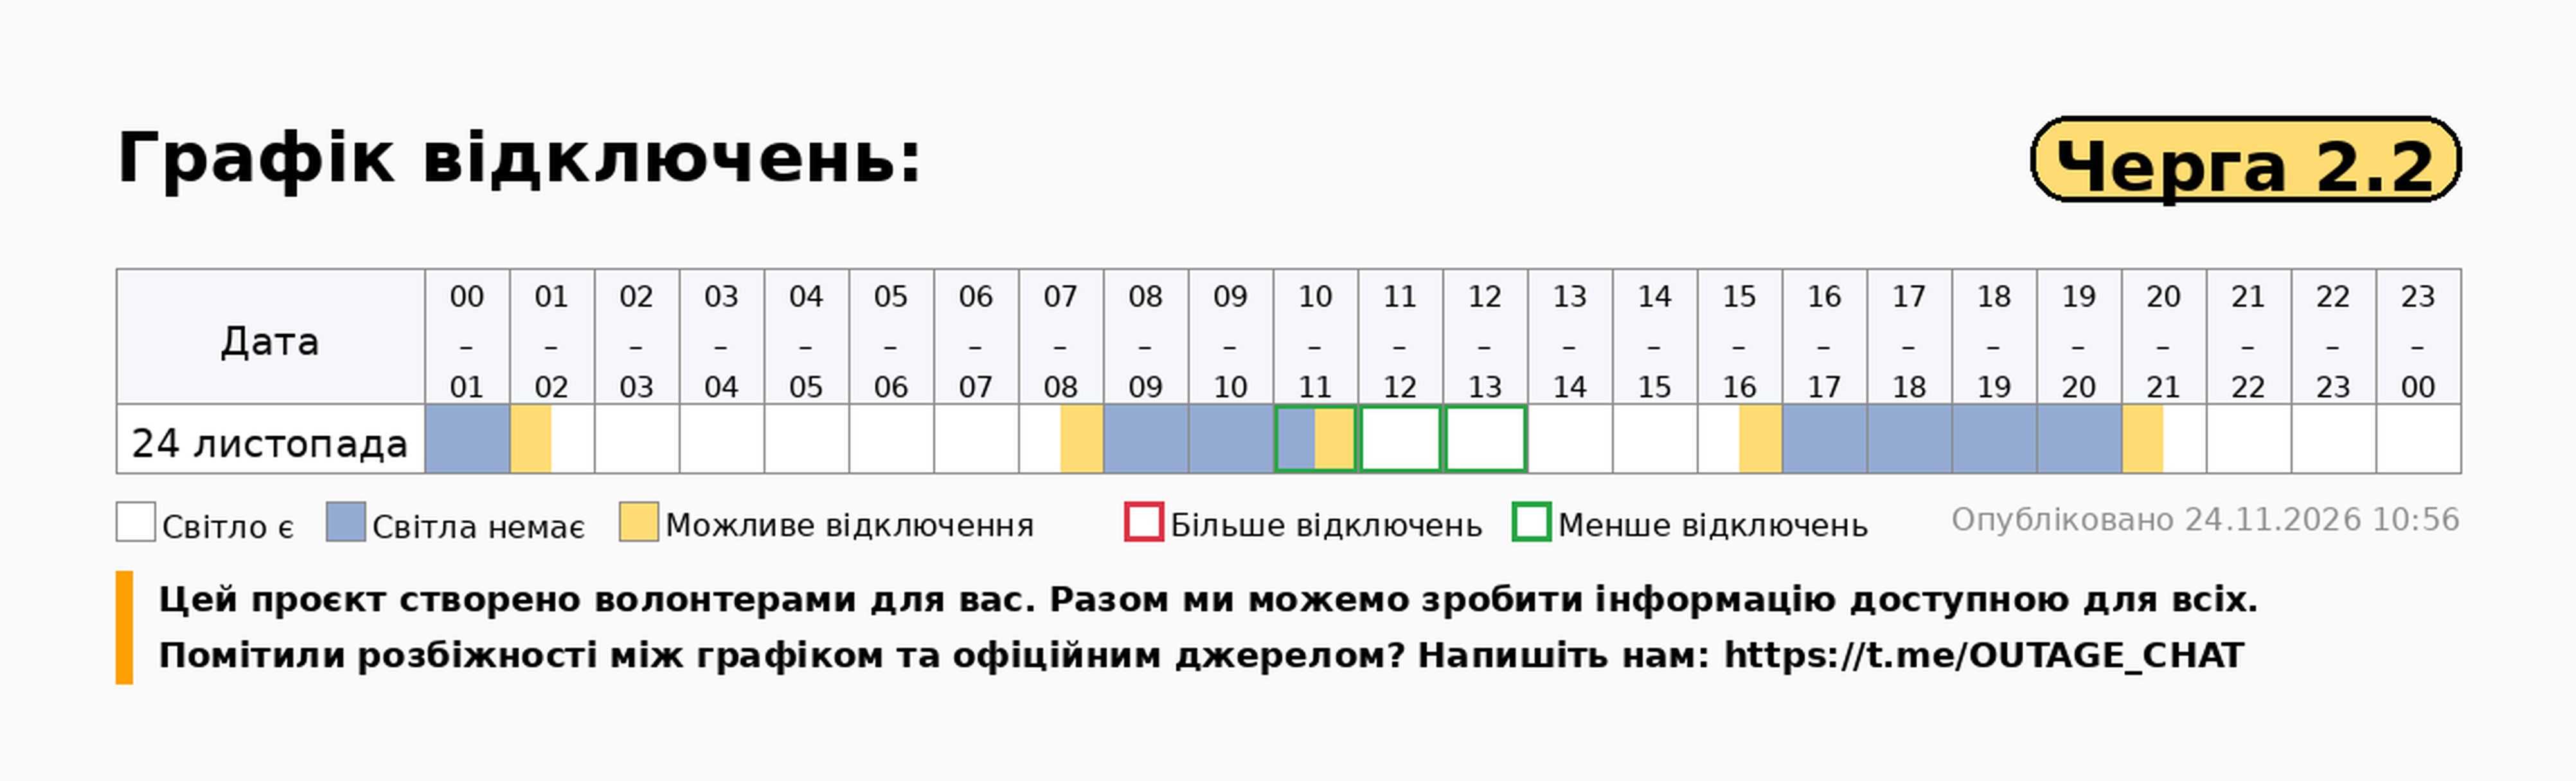 Графік відключень:
Черга 2.2
Дата
00 – 01
01 – 02
02 – 03
03 – 04
04 – 05
05 – 06
06 – 07
07 – 08
08 – 09
09 – 10
10 – 11
11 – 12
12 – 13
13 – 14
14 – 15
15 – 16
16 – 17
17 – 18
18 – 19
19 – 20
20 – 21
21 – 22
22 – 23
23 – 00
24 листопада
Світло є
Світла немає
Можливе відключення
Більше відключень
Менше відключень
Опубліковано 24.11.2026 10:56
Цей проєкт створено волонтерами для вас. Разом ми можемо зробити інформацію доступною для всіх.
Помітили розбіжності між графіком та офіційним джерелом? Напишіть нам: https://t.me/OUTAGE_CHAT